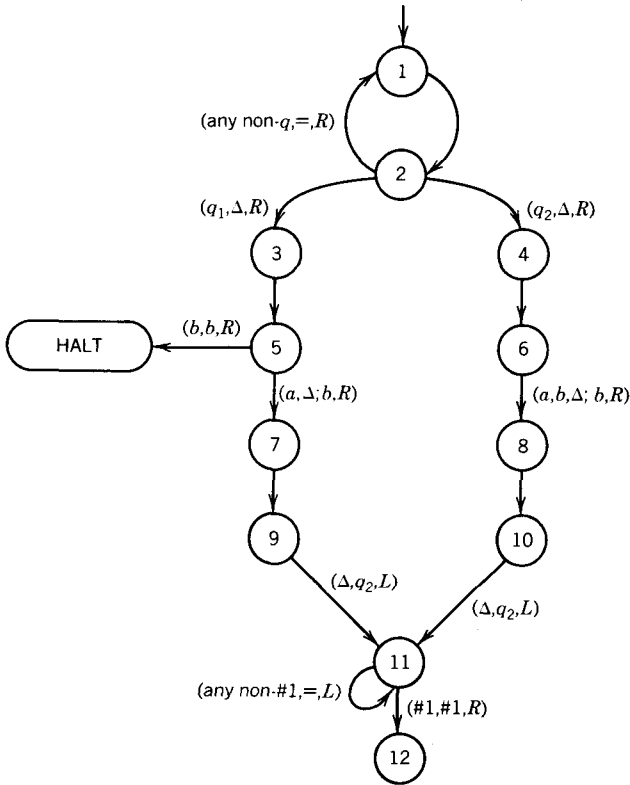 1
(any non-q,=,R)
2
(q₁,Δ,R) (q₂,Δ,R)
3 4
(b,b,R)
HALT 5 6
(a,Δ;b,R) (a,b,Δ; b,R)
7 8
9 10
(Δ,q₂,L) (Δ,q₂,L)
11
(any non-#1,=,L)
(#1,#1,R)
12